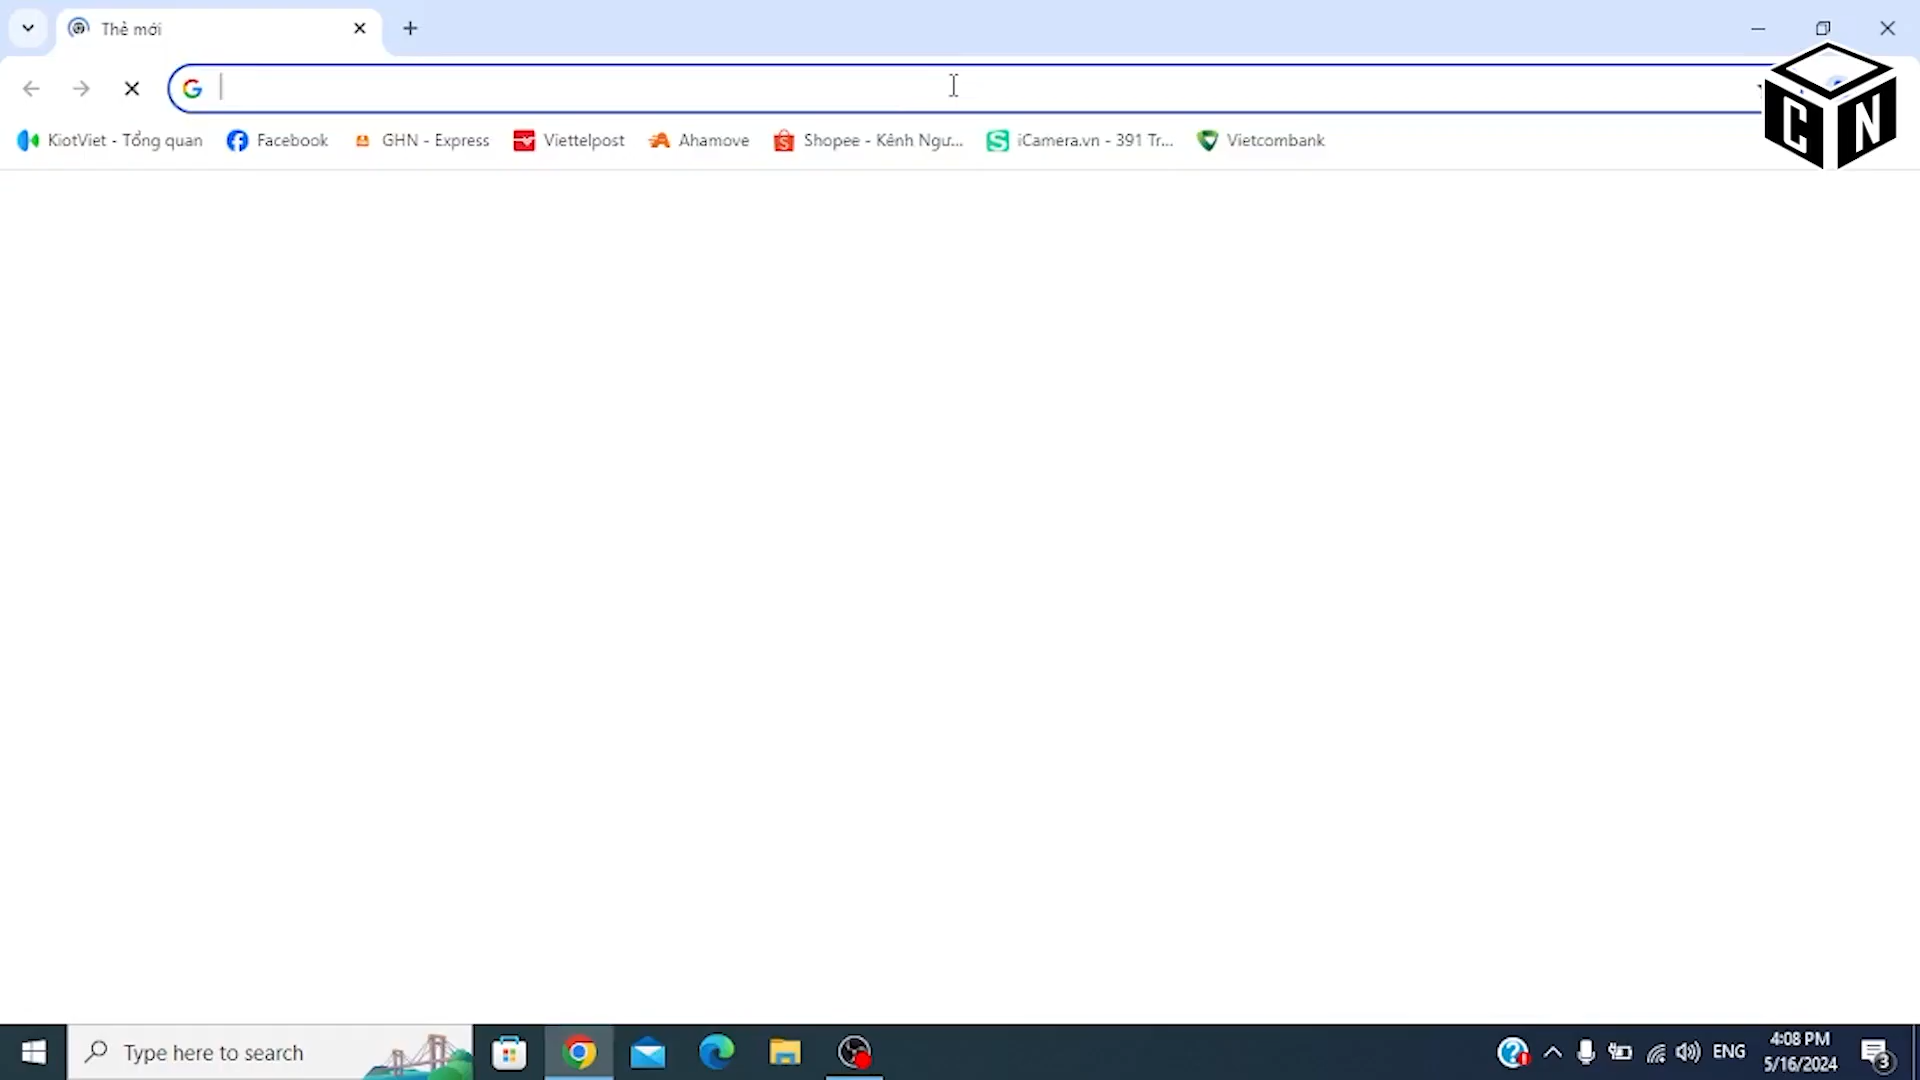 Thẻ mới
KiotViet - Tổng quan Facebook GHN - Express Viettelpost Ahamove Shopee - Kênh Ngư... iCamera.vn - 391 Tr... Vietcombank
C N
Type here to search
ENG
4:08 PM
5/16/2024
3